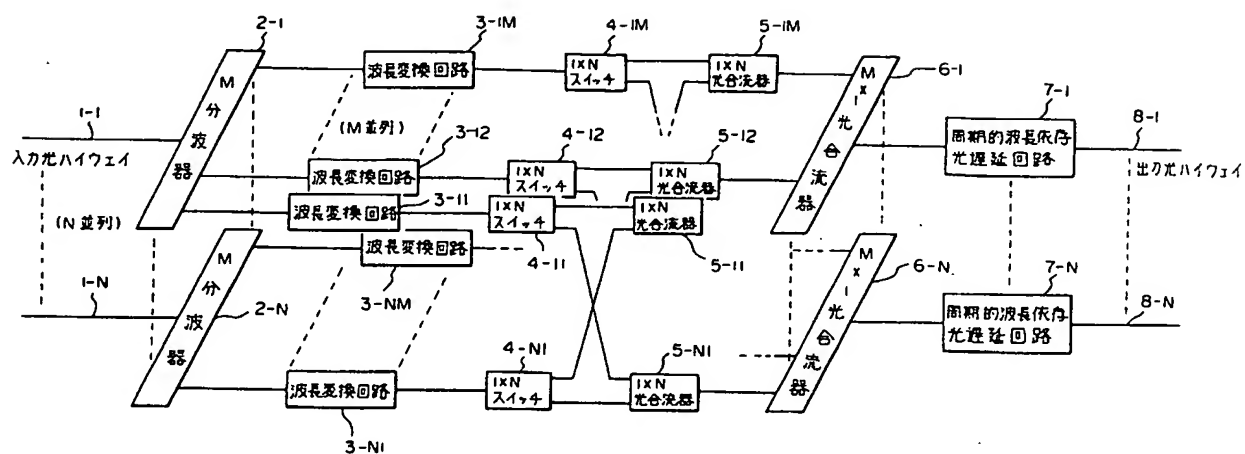 2-1
3-1M
4-1M
5-1M
6-1
7-1
8-1
1-1
入力光ハイウェイ
(N並列)
M分波器
波長変換回路
(M並列)
3-12
波長変換回路
波長変換回路
3-11
波長変換回路
3-NM
1×N
スイッチ
4-12
1×N
スイッチ
1×N
スイッチ
4-11
1×N
光合流器
5-12
1×N
光合流器
1×N
光合流器
5-11
M×1光合流器
周期的波長依存
光遅延回路
出力光ハイウェイ
1-N
M分波器
2-N
波長変換回路
3-N1
4-N1
1×N
スイッチ
5-N1
1×N
光合流器
M×1光合流器
6-N
7-N
周期的波長依存
光遅延回路
8-N